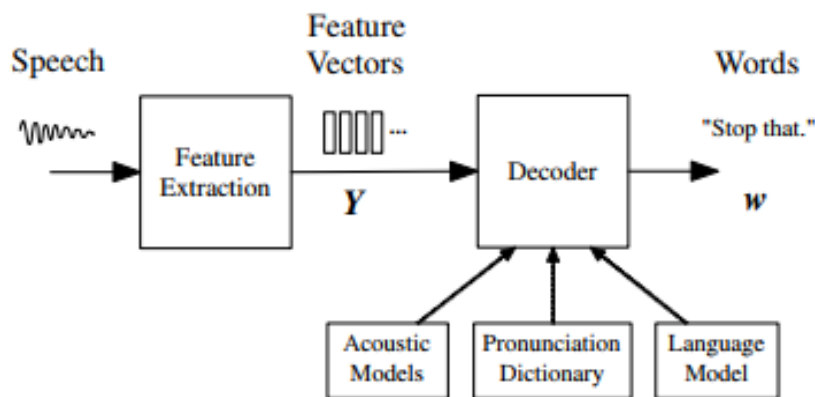 Speech
Feature
Vectors
Words
"Stop that."
...
Feature
Extraction
Decoder
Y
w
Acoustic
Models
Pronunciation
Dictionary
Language
Model